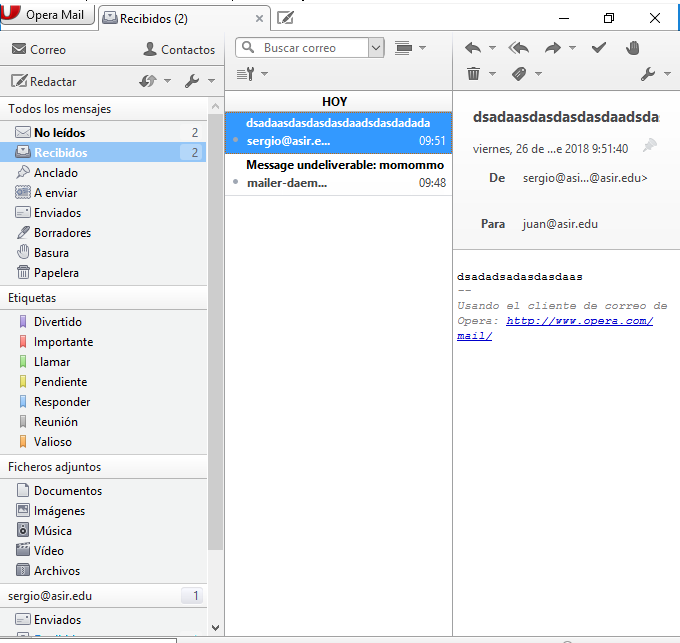 Opera Mail
Recibidos (2)
Correo
Contactos
Redactar
Todos los mensajes
No leídos 2
Recibidos 2
Anclado
A enviar
Enviados
Borradores
Basura
Papelera
Etiquetas
Divertido
Importante
Llamar
Pendiente
Responder
Reunión
Valioso
Ficheros adjuntos
Documentos
Imágenes
Música
Vídeo
Archivos
sergio@asir.edu 1
Enviados
Buscar correo
HOY
dsadaasdasdasdaadsdasdadada
sergio@asir.e... 09:51
Message undeliverable: momommo
mailer-daem... 09:48
dsadaasdasdasdaadsda
viernes, 26 de ...e 2018 9:51:40
De sergio@asi...@asir.edu>
Para juan@asir.edu
dsadadsadasdasdaas
--
Usando el cliente de correo de
Opera: http://www.opera.com/
mail/